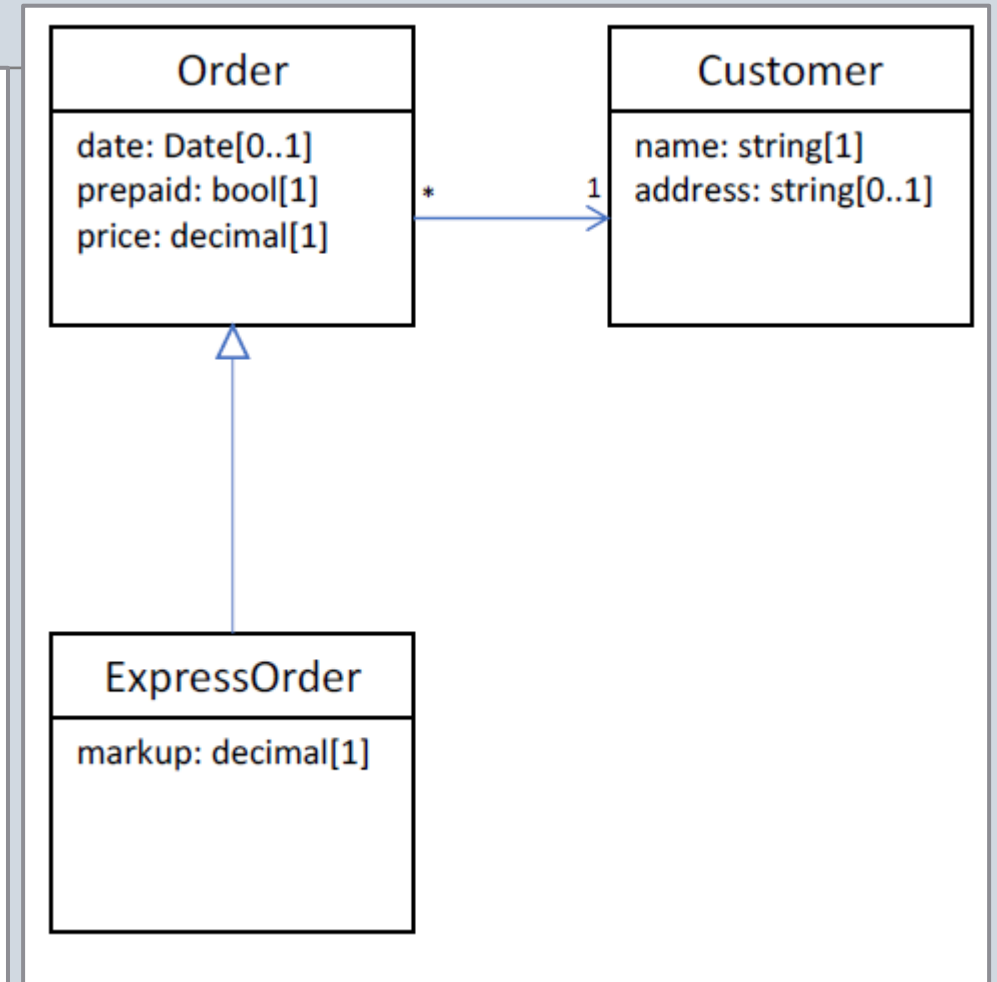 Order
date: Date[0..1]
prepaid: bool[1]
price: decimal[1]
*
1
Customer
name: string[1]
address: string[0..1]
ExpressOrder
markup: decimal[1]